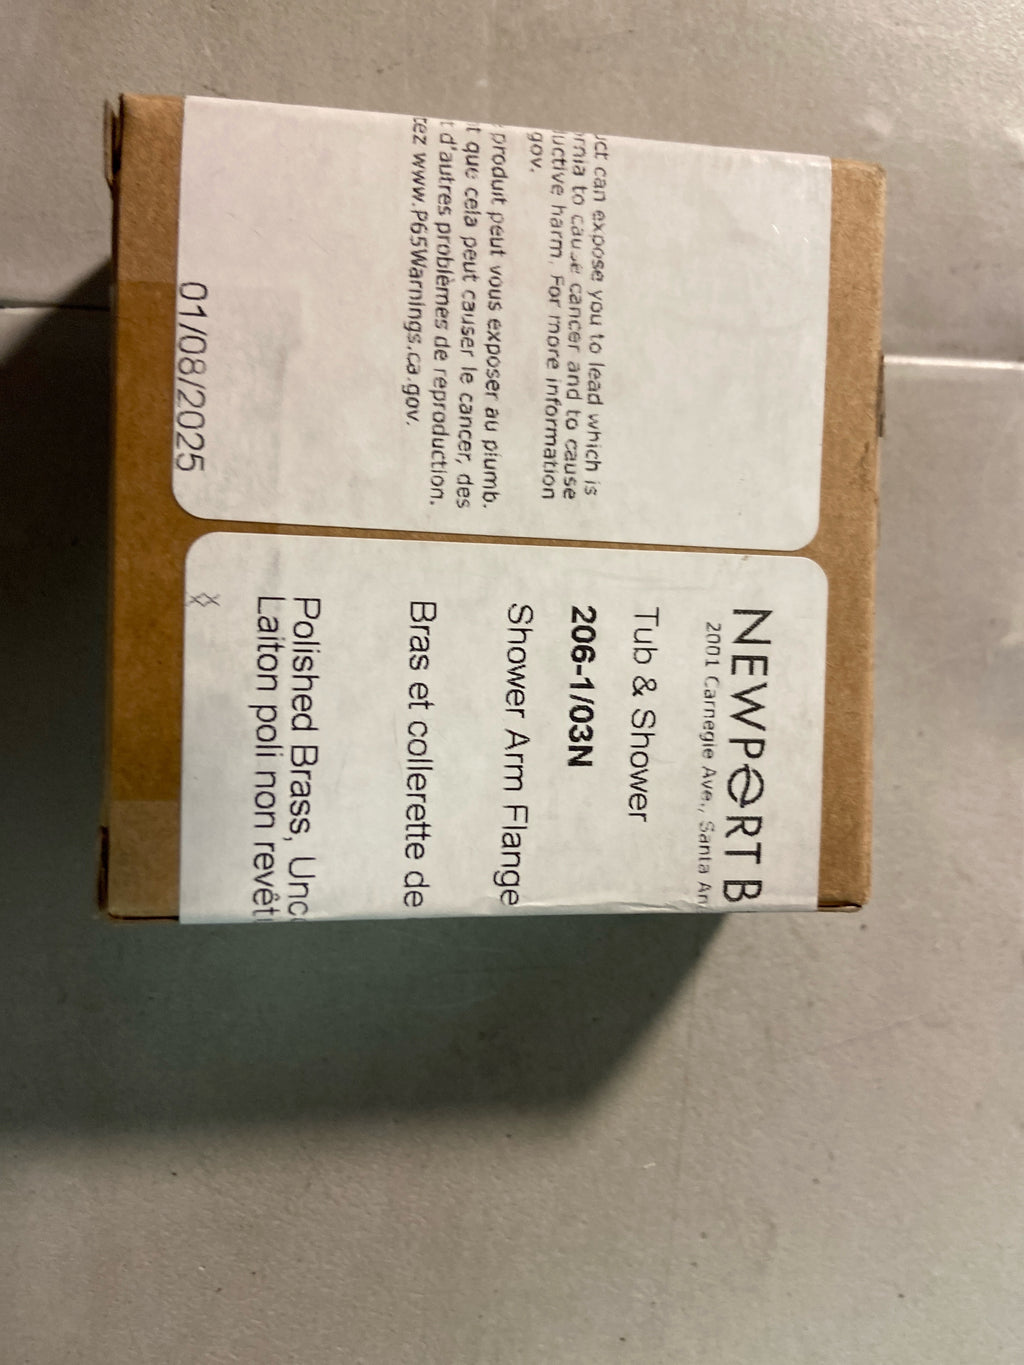 NEWPORT B
2001 Carnegie Ave., Santa An
Tub & Shower
206-1/03N
Shower Arm Flange
Bras et collerette de
Polished Brass, Unc
Laiton poli non revêt
uct can expose you to lead which is
rnia to cause cancer and to cause
uctive harm. For more information
gov.
produit peut vous exposer au plumb.
t que cela peut causer le cancer, des
t d'autres problèmes de reproduction.
tez www.P65Warnings.ca.gov.
01/08/2025